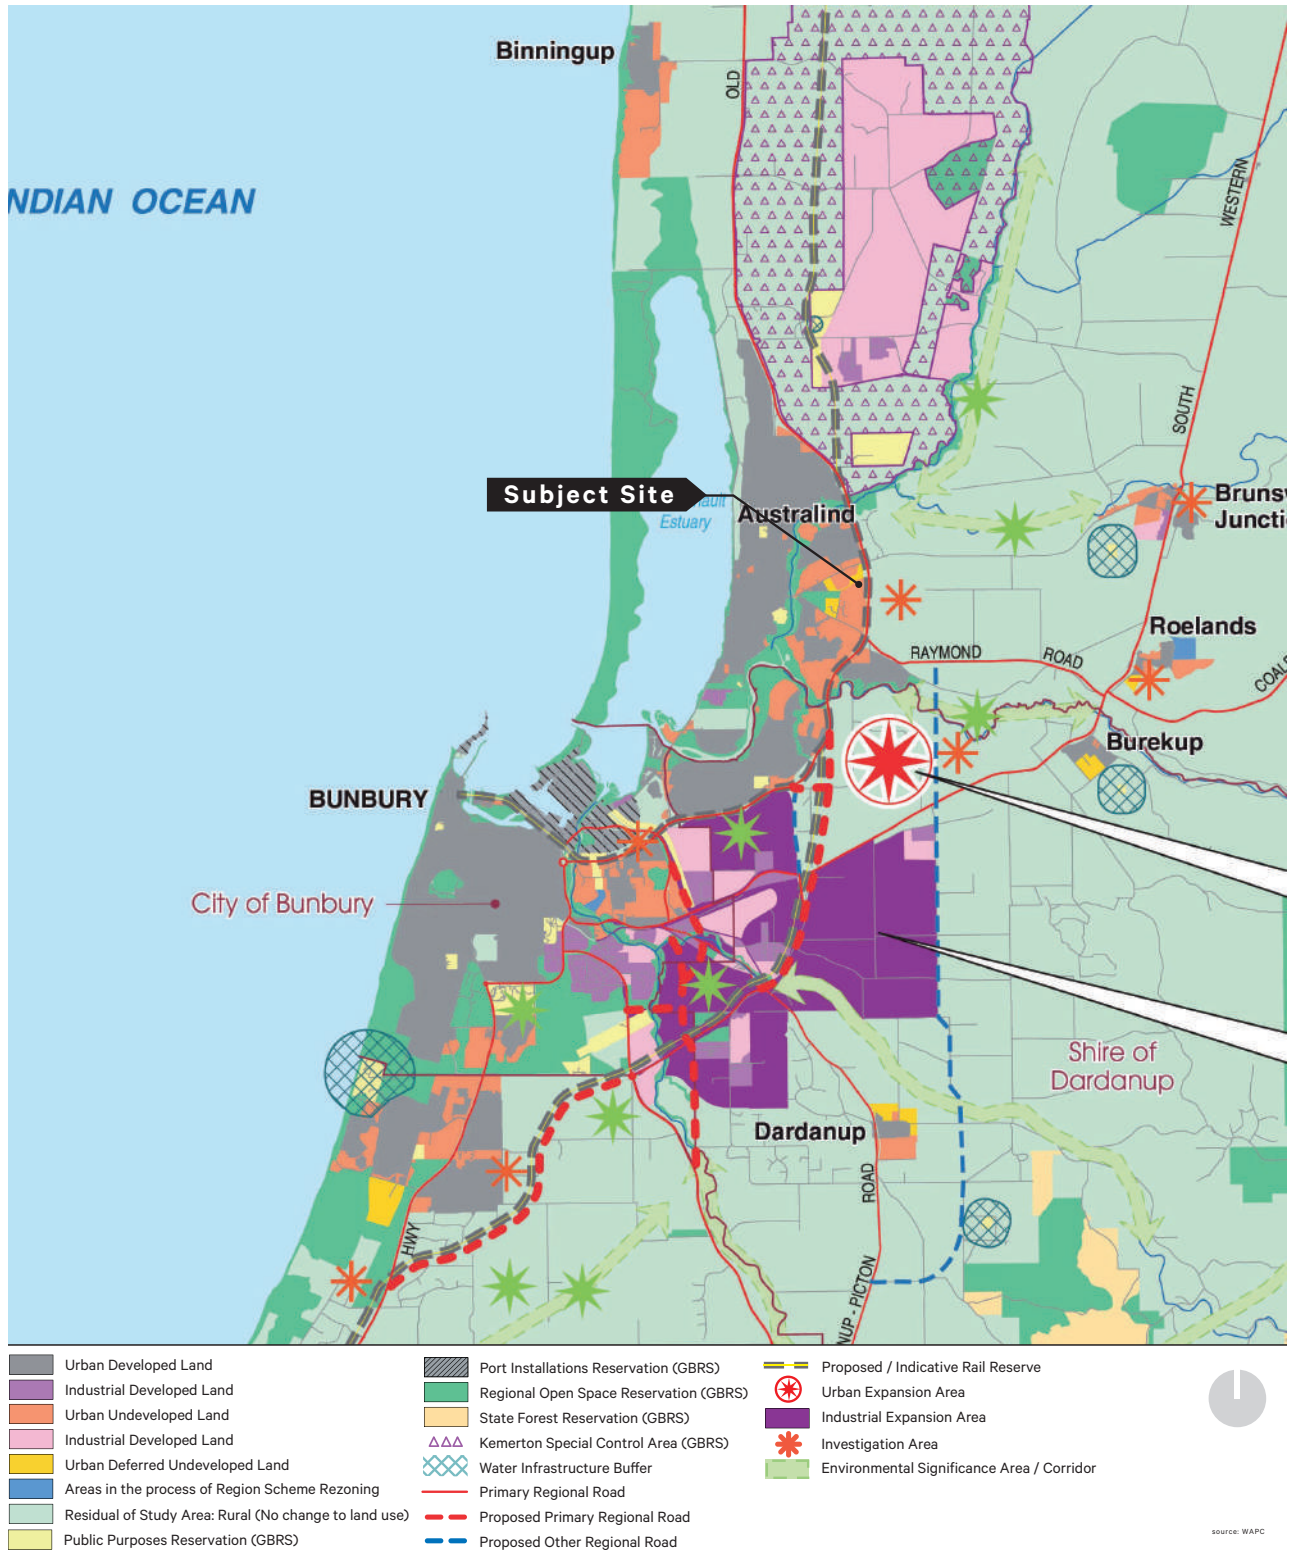 Binningup
OLD
NDIAN OCEAN
WESTERN
SOUTH
Subject Site
Estuary
Australind
Bruns
Juncti
Roelands
RAYMOND
ROAD
COAL
Burekup
BUNBURY
City of Bunbury
Shire of
Dardanup
Dardanup
ROAD
HWY
NUP - PICTON
Urban Developed Land
Industrial Developed Land
Urban Undeveloped Land
Industrial Developed Land
Urban Deferred Undeveloped Land
Areas in the process of Region Scheme Rezoning
Residual of Study Area: Rural (No change to land use)
Public Purposes Reservation (GBRS)
Port Installations Reservation (GBRS)
Regional Open Space Reservation (GBRS)
State Forest Reservation (GBRS)
Kemerton Special Control Area (GBRS)
Water Infrastructure Buffer
Primary Regional Road
Proposed Primary Regional Road
Proposed Other Regional Road
Proposed / Indicative Rail Reserve
Urban Expansion Area
Industrial Expansion Area
Investigation Area
Environmental Significance Area / Corridor
source: WAPC